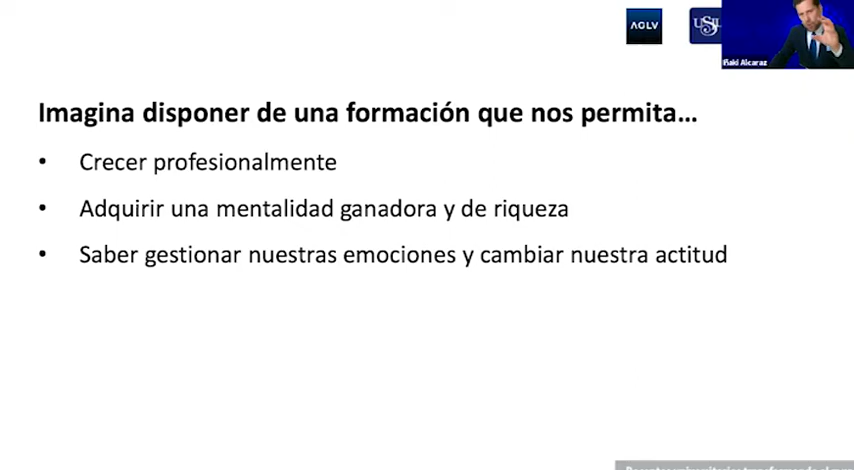 AGLV
USIL
Iñaki Alcaraz
Imagina disponer de una formación que nos permita...
• Crecer profesionalmente
• Adquirir una mentalidad ganadora y de riqueza
• Saber gestionar nuestras emociones y cambiar nuestra actitud